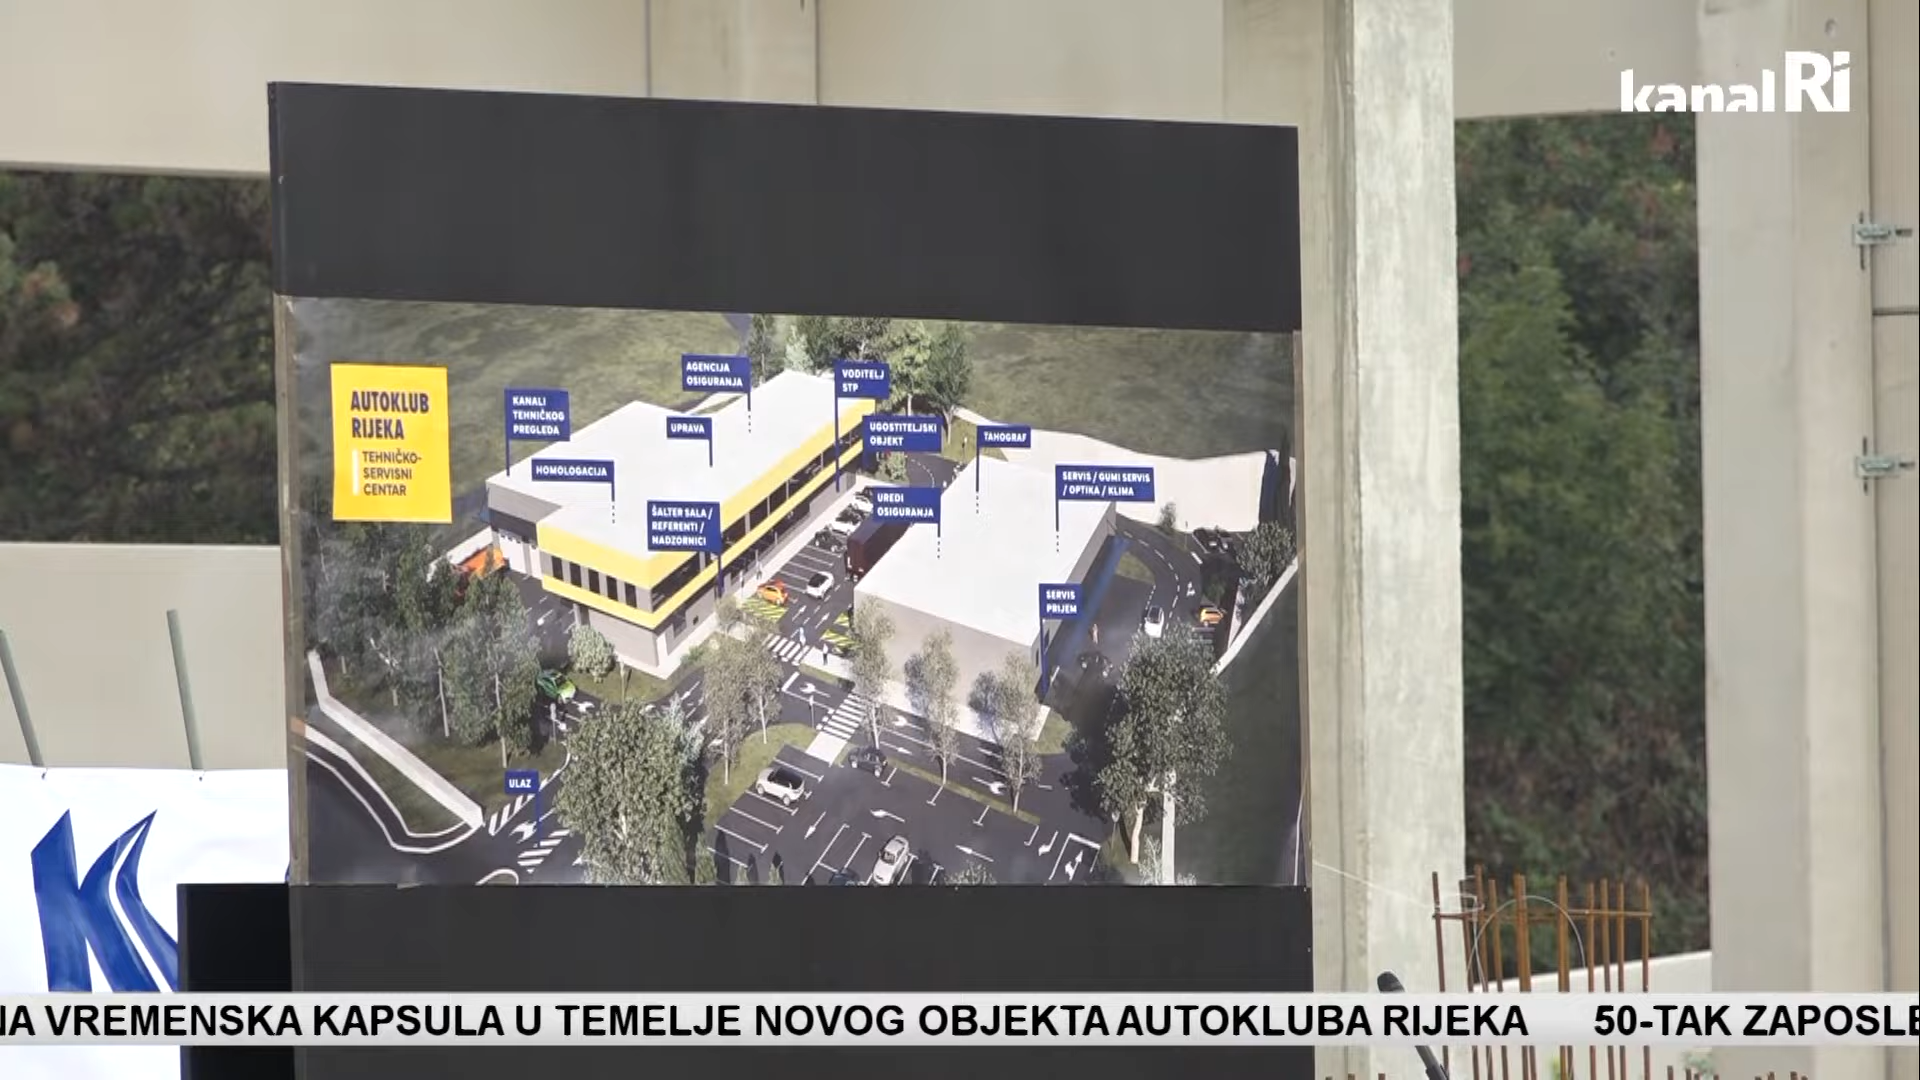 kanal Ri
AUTOKLUB
RIJEKA
TEHNIČKO-
SERVISNI
CENTAR
KANALI
TEHNIČKOG
PREGLEDA
AGENCIJA
OSIGURANJA
VODITELJ
STP
UPRAVA
UGOSTITELJSKI
OBJEKT
TAHOGRAF
HOMOLOGACIJA
SERVIS / GUMI SERVIS
/ OPTIKA / KLIMA
ŠALTER SALA /
REFERENTI /
NADZORNICI
UREDI
OSIGURANJA
SERVIS
PRIJEM
ULAZ
NA VREMENSKA KAPSULA U TEMELJE NOVOG OBJEKTA AUTOKLUBA RIJEKA 50-TAK ZAPOSLE